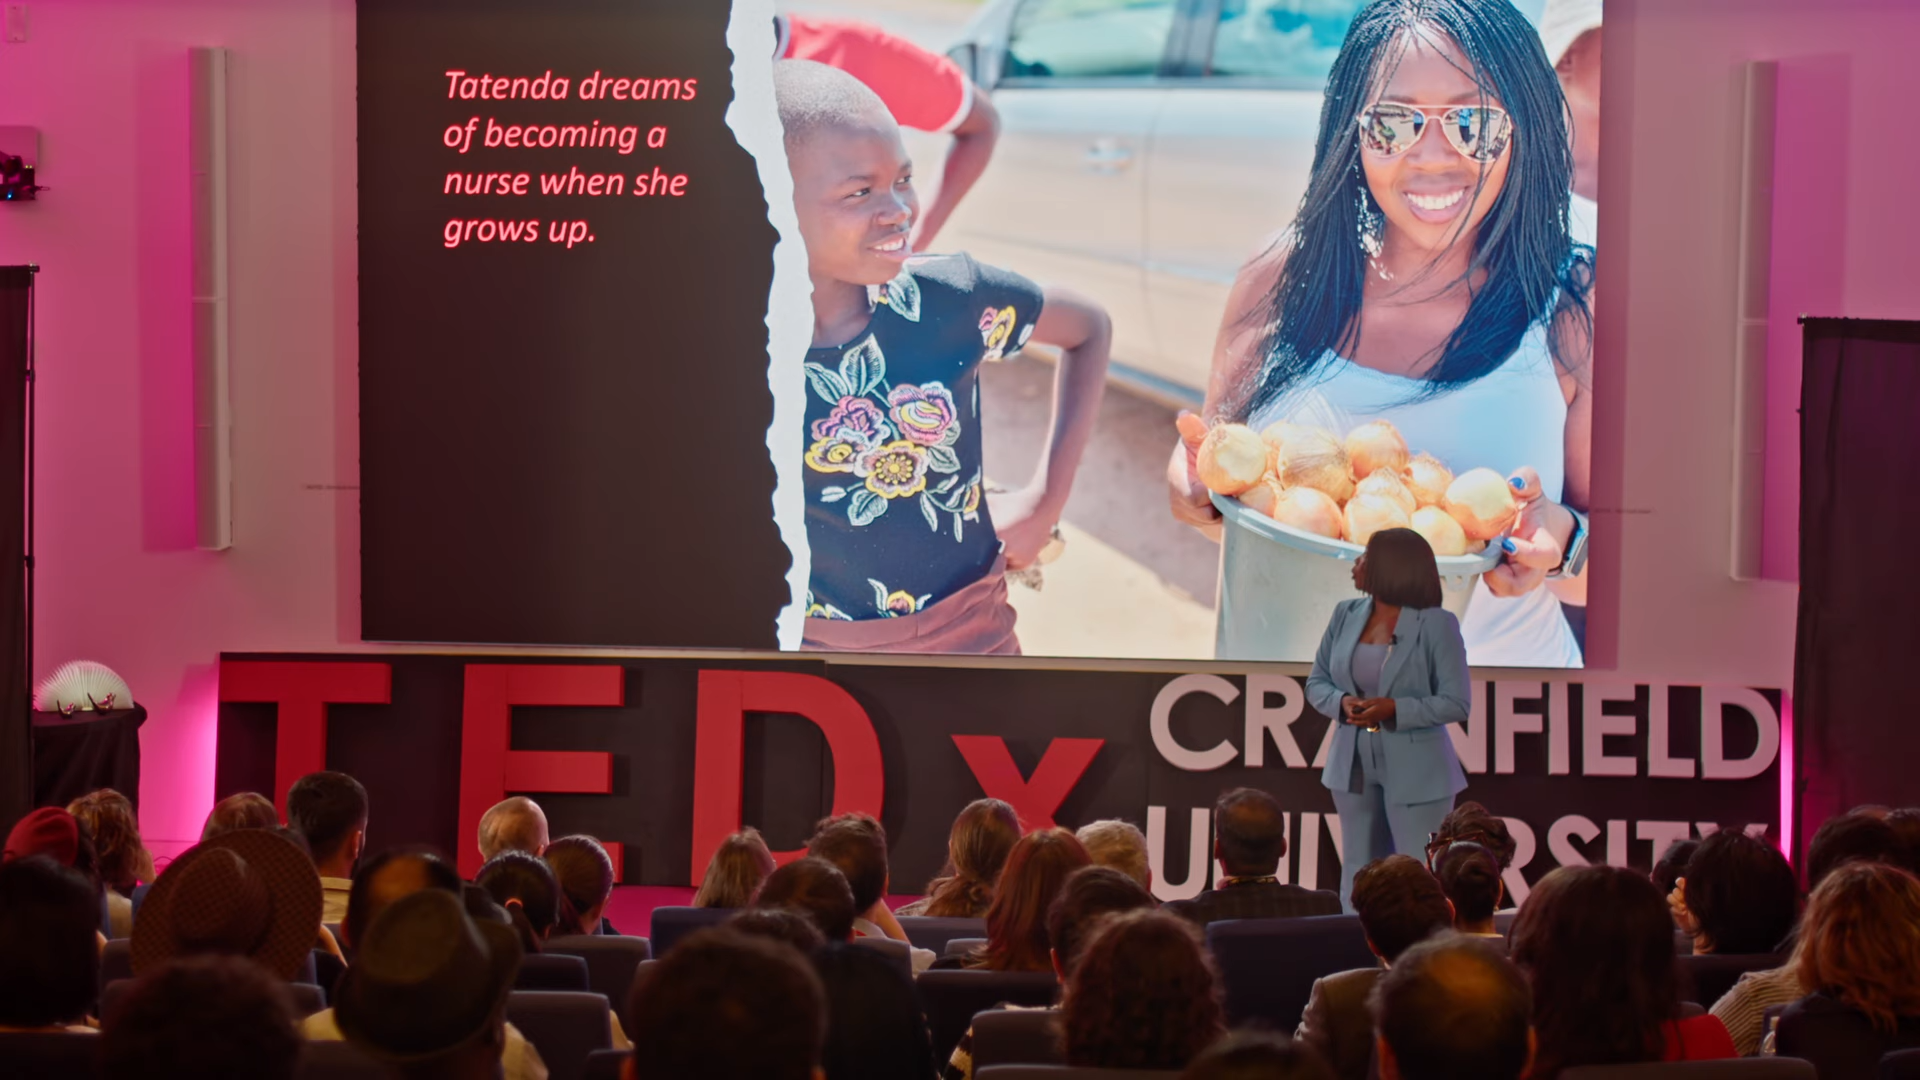 Tatenda dreams
of becoming a
nurse when she
grows up.
TEDx
CRANFIELD
UNIVERSITY